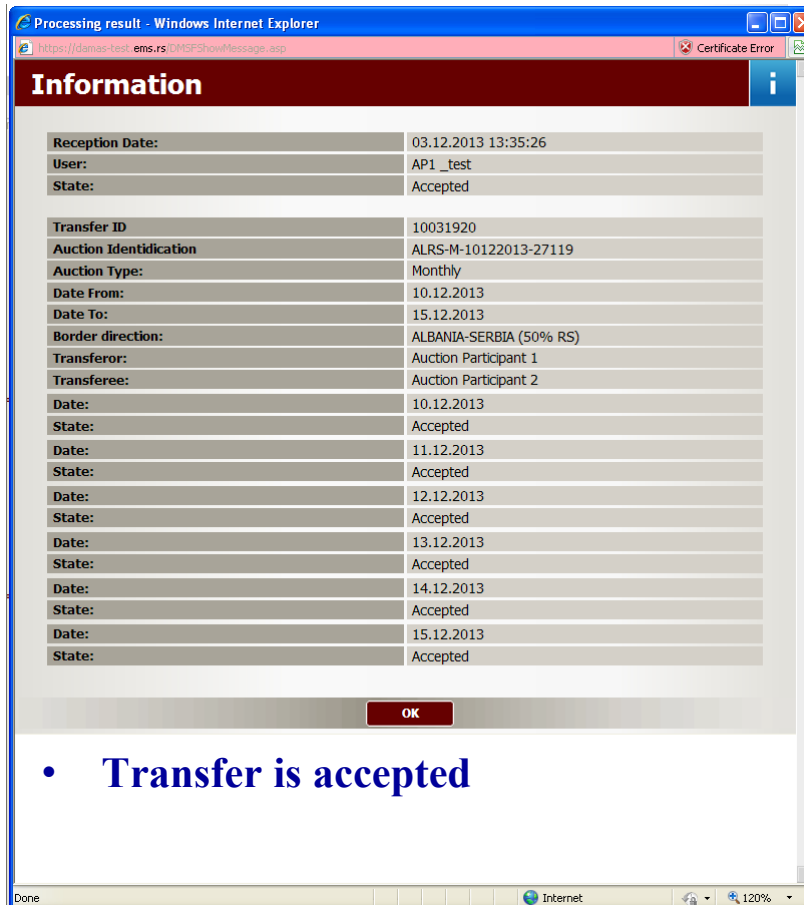 Processing result - Windows Internet Explorer
https://damas-test.ems.rs/DMSFShowMessage.asp Certificate Error
Information i
Reception Date: 03.12.2013 13:35:26
User: AP1 _test
State: Accepted
Transfer ID 10031920
Auction Identidication ALRS-M-10122013-27119
Auction Type: Monthly
Date From: 10.12.2013
Date To: 15.12.2013
Border direction: ALBANIA-SERBIA (50% RS)
Transferor: Auction Participant 1
Transferee: Auction Participant 2
Date: 10.12.2013
State: Accepted
Date: 11.12.2013
State: Accepted
Date: 12.12.2013
State: Accepted
Date: 13.12.2013
State: Accepted
Date: 14.12.2013
State: Accepted
Date: 15.12.2013
State: Accepted
OK
• Transfer is accepted
Done Internet 120%